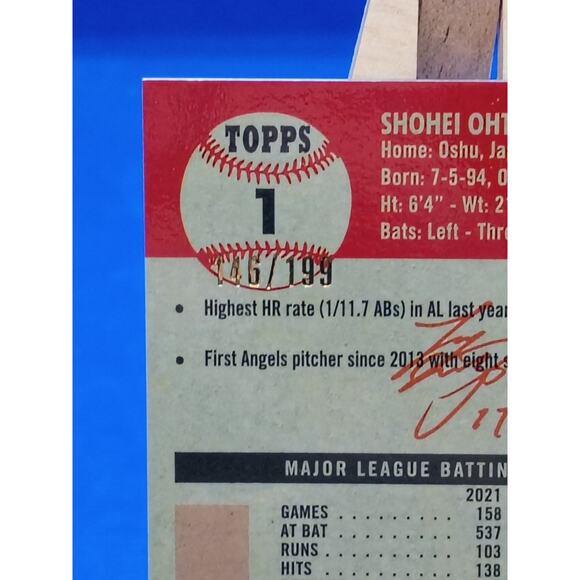 TOPPS
1
146/199
SHOHEI OHT
Home: Oshu, Ja
Born: 7-5-94, O
Ht: 6'4" - Wt: 2
Bats: Left - Thro
• Highest HR rate (1/11.7 ABs) in AL last year
• First Angels pitcher since 2013 with eight s
17
MAJOR LEAGUE BATTIN
2021
GAMES . . . . . . . . . . 158
AT BAT . . . . . . . . . . 537
RUNS . . . . . . . . . . 103
HITS . . . . . . . . . . 138